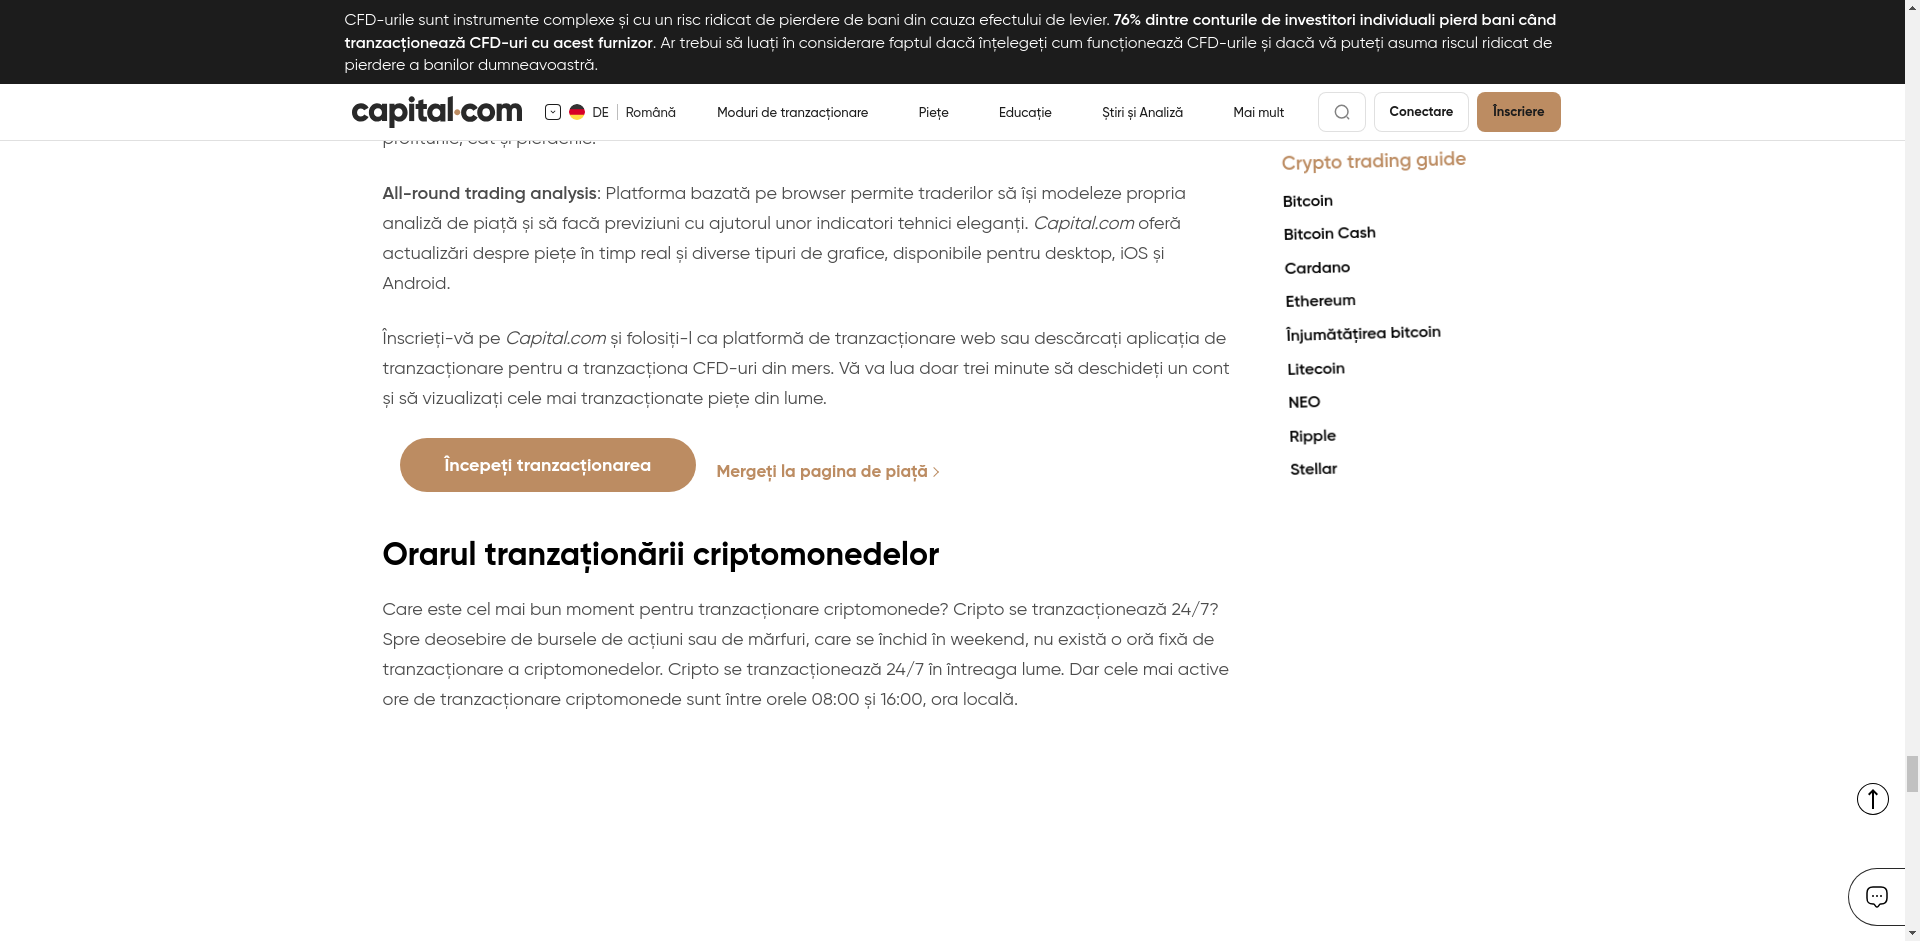 CFD-urile sunt instrumente complexe și cu un risc ridicat de pierdere de bani din cauza efectului de levier. 76% dintre conturile de investitori individuali pierd bani când
tranzacționează CFD-uri cu acest furnizor. Ar trebui să luați în considerare faptul dacă înțelegeți cum funcționează CFD-urile și dacă vă puteți asuma riscul ridicat de
pierdere a banilor dumneavoastră.
capital.com DE Română Moduri de tranzacționare Piețe Educație Știri și Analiză Mai mult Conectare Înscriere
profiturile, cât și pierderile.
All-round trading analysis: Platforma bazată pe browser permite traderilor să își modeleze propria
analiză de piață și să facă previziuni cu ajutorul unor indicatori tehnici eleganți. Capital.com oferă
actualizări despre piețe în timp real și diverse tipuri de grafice, disponibile pentru desktop, iOS și
Android.
Înscrieți-vă pe Capital.com și folosiți-l ca platformă de tranzacționare web sau descărcați aplicația de
tranzacționare pentru a tranzacționa CFD-uri din mers. Vă va lua doar trei minute să deschideți un cont
și să vizualizați cele mai tranzacționate piețe din lume.
Începeți tranzacționarea Mergeți la pagina de piață
Orarul tranzaționării criptomonedelor
Care este cel mai bun moment pentru tranzacționare criptomonede? Cripto se tranzacționează 24/7?
Spre deosebire de bursele de acțiuni sau de mărfuri, care se închid în weekend, nu există o oră fixă de
tranzacționare a criptomonedelor. Cripto se tranzacționează 24/7 în întreaga lume. Dar cele mai active
ore de tranzacționare criptomonede sunt între orele 08:00 și 16:00, ora locală.
Crypto trading guide
Bitcoin
Bitcoin Cash
Cardano
Ethereum
Înjumătățirea bitcoin
Litecoin
NEO
Ripple
Stellar